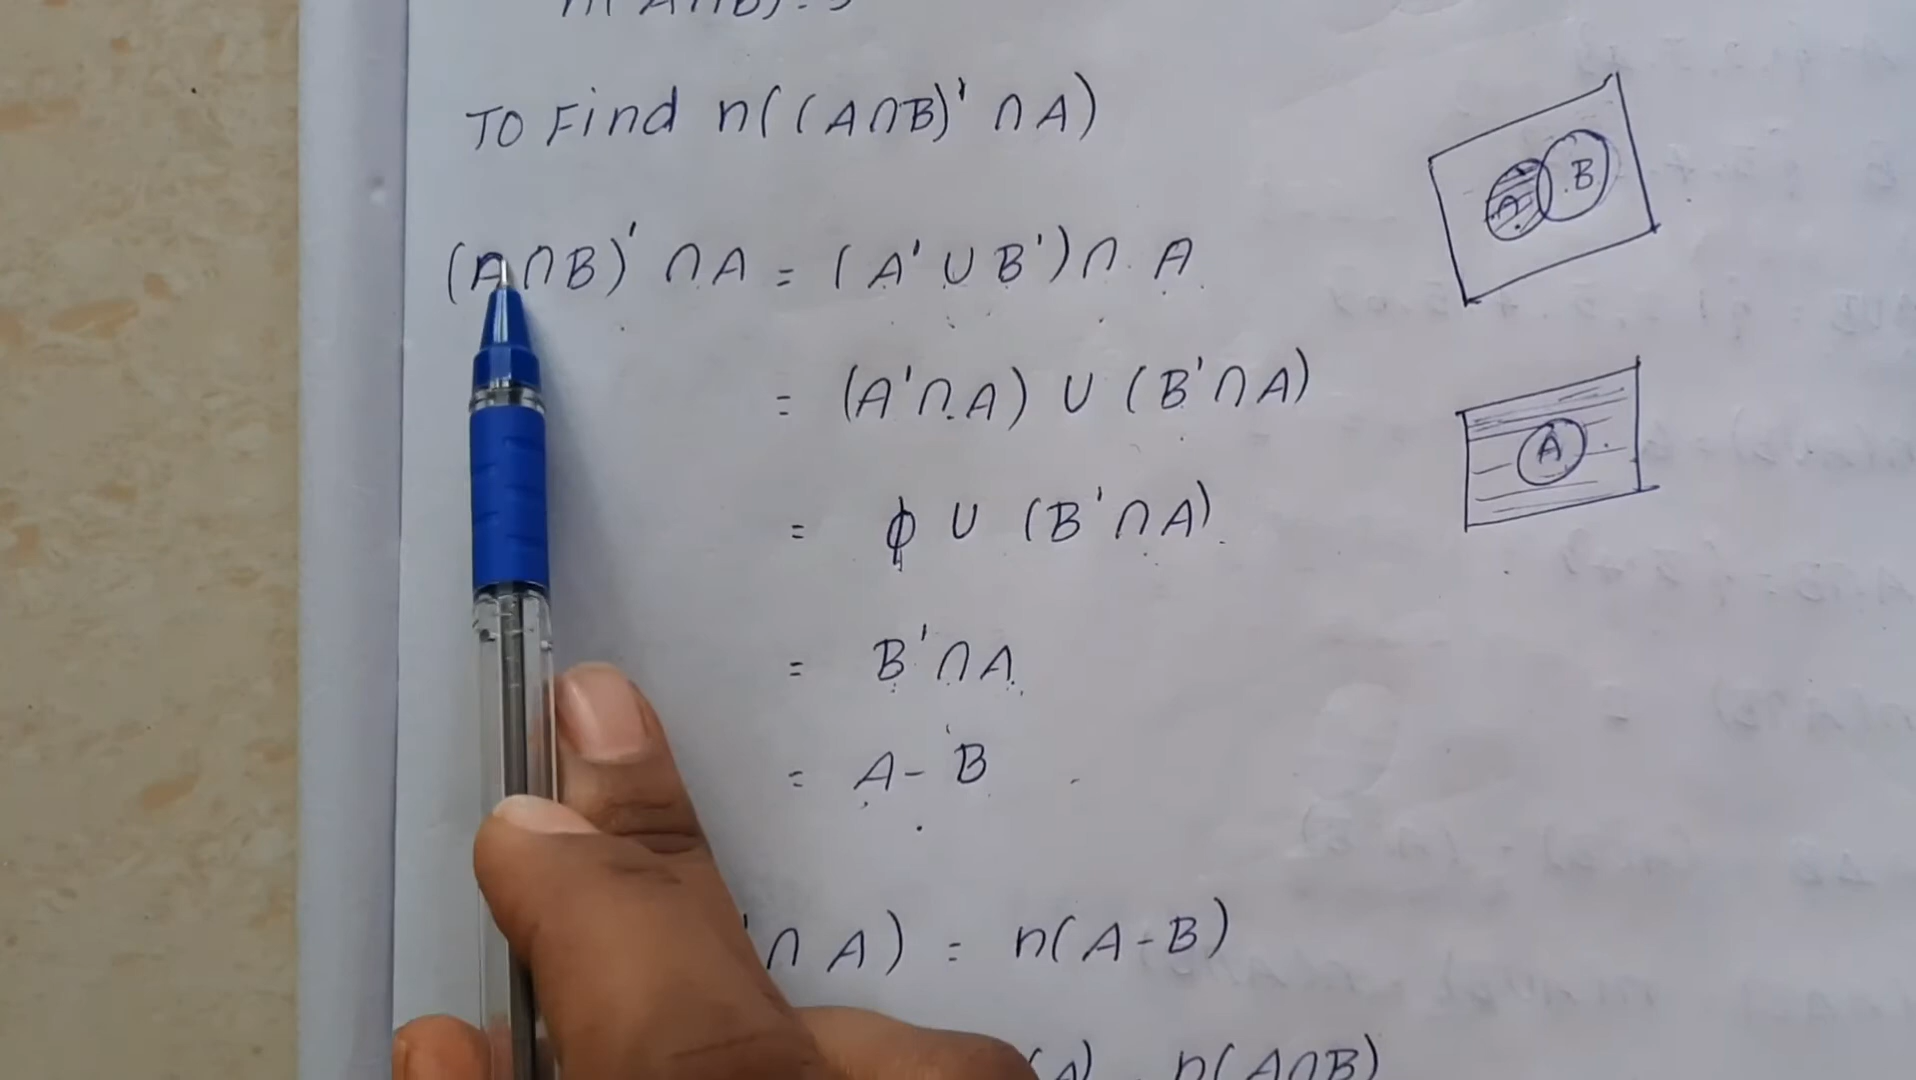 TO Find n((A∩B)' ∩ A)
(A∩B)' ∩ A = (A' ∪ B') ∩ A
= (A' ∩ A) ∪ (B' ∩ A)
= ϕ ∪ (B' ∩ A)
= B' ∩ A
= A - B
' ∩ A) = n(A - B)
n(A∩B)
A B
A